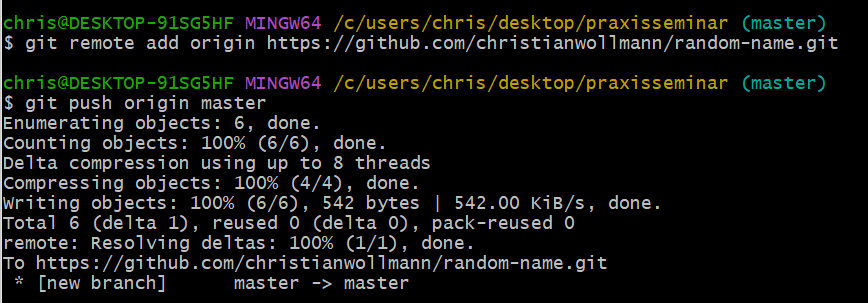 chris@DESKTOP-91SG5HF MINGW64 /c/users/chris/desktop/praxisseminar (master)
$ git remote add origin https://github.com/christianwollmann/random-name.git
chris@DESKTOP-91SG5HF MINGW64 /c/users/chris/desktop/praxisseminar (master)
$ git push origin master
Enumerating objects: 6, done.
Counting objects: 100% (6/6), done.
Delta compression using up to 8 threads
Compressing objects: 100% (4/4), done.
Writing objects: 100% (6/6), 542 bytes | 542.00 KiB/s, done.
Total 6 (delta 1), reused 0 (delta 0), pack-reused 0
remote: Resolving deltas: 100% (1/1), done.
To https://github.com/christianwollmann/random-name.git
 * [new branch]      master -> master